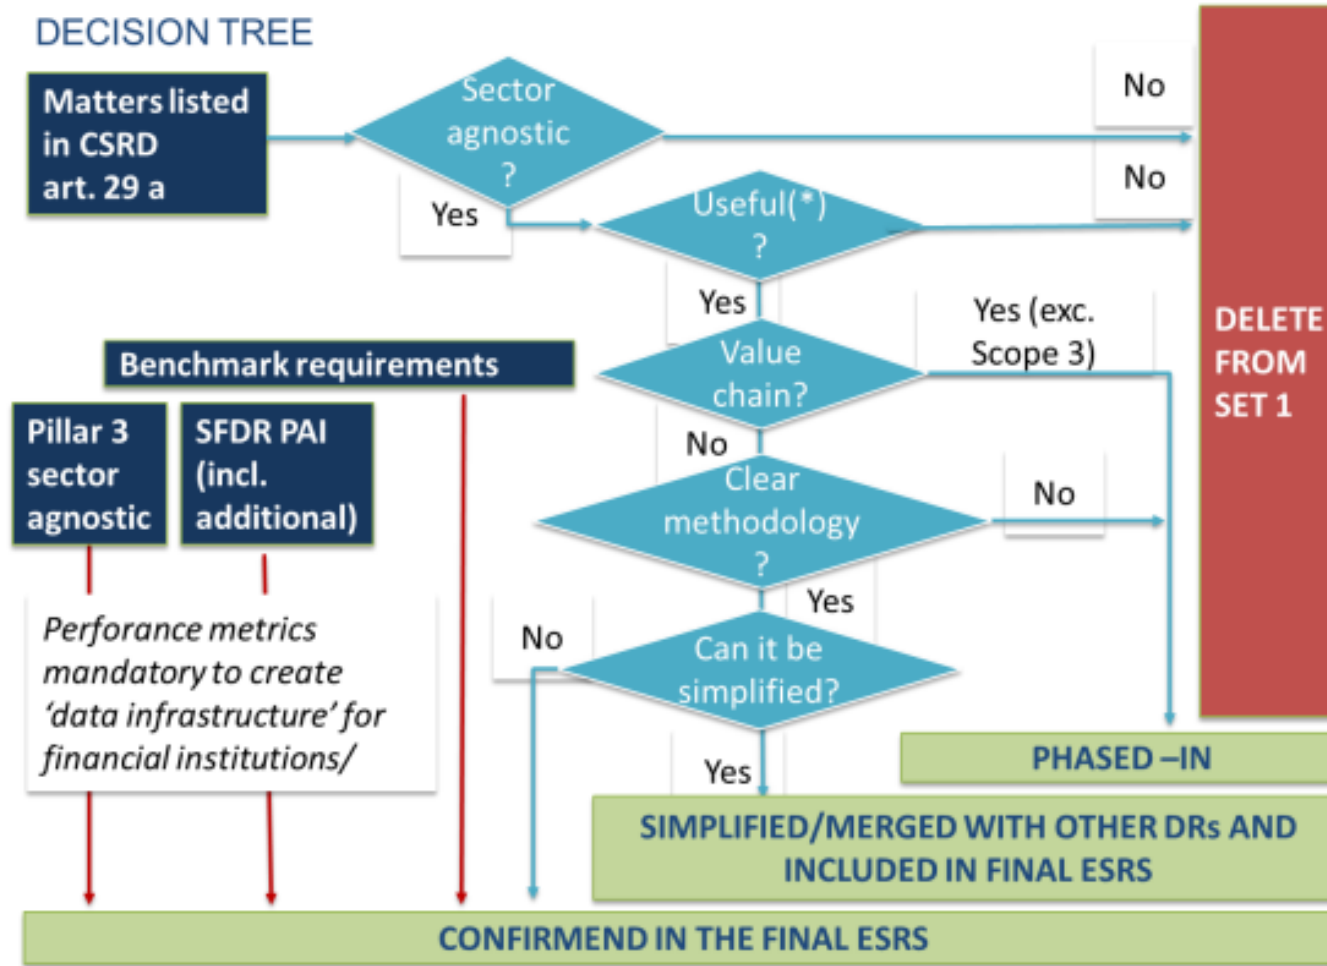 DECISION TREE
Matters listed
in CSRD
art. 29 a
Sector
agnostic
?
No
Yes
Useful(*)
?
No
Yes
Value
chain?
Yes (exc.
Scope 3)
DELETE
FROM
SET 1
Benchmark requirements
Pillar 3
sector
agnostic
SFDR PAI
(incl.
additional)
No
Clear
methodology
?
No
Yes
Perforance metrics
mandatory to create
‘data infrastructure’ for
financial institutions/
No
Can it be
simplified?
Yes
PHASED –IN
SIMPLIFIED/MERGED WITH OTHER DRs AND
INCLUDED IN FINAL ESRS
CONFIRMEND IN THE FINAL ESRS